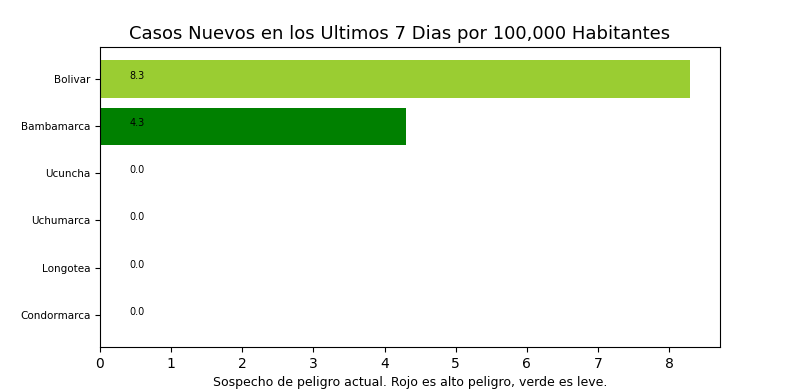 Casos Nuevos en los Ultimos 7 Dias por 100,000 Habitantes
Bolivar 8.3
Bambamarca 4.3
Ucuncha 0.0
Uchumarca 0.0
Longotea 0.0
Condormarca 0.0
0 1 2 3 4 5 6 7 8
Sospecho de peligro actual. Rojo es alto peligro, verde es leve.